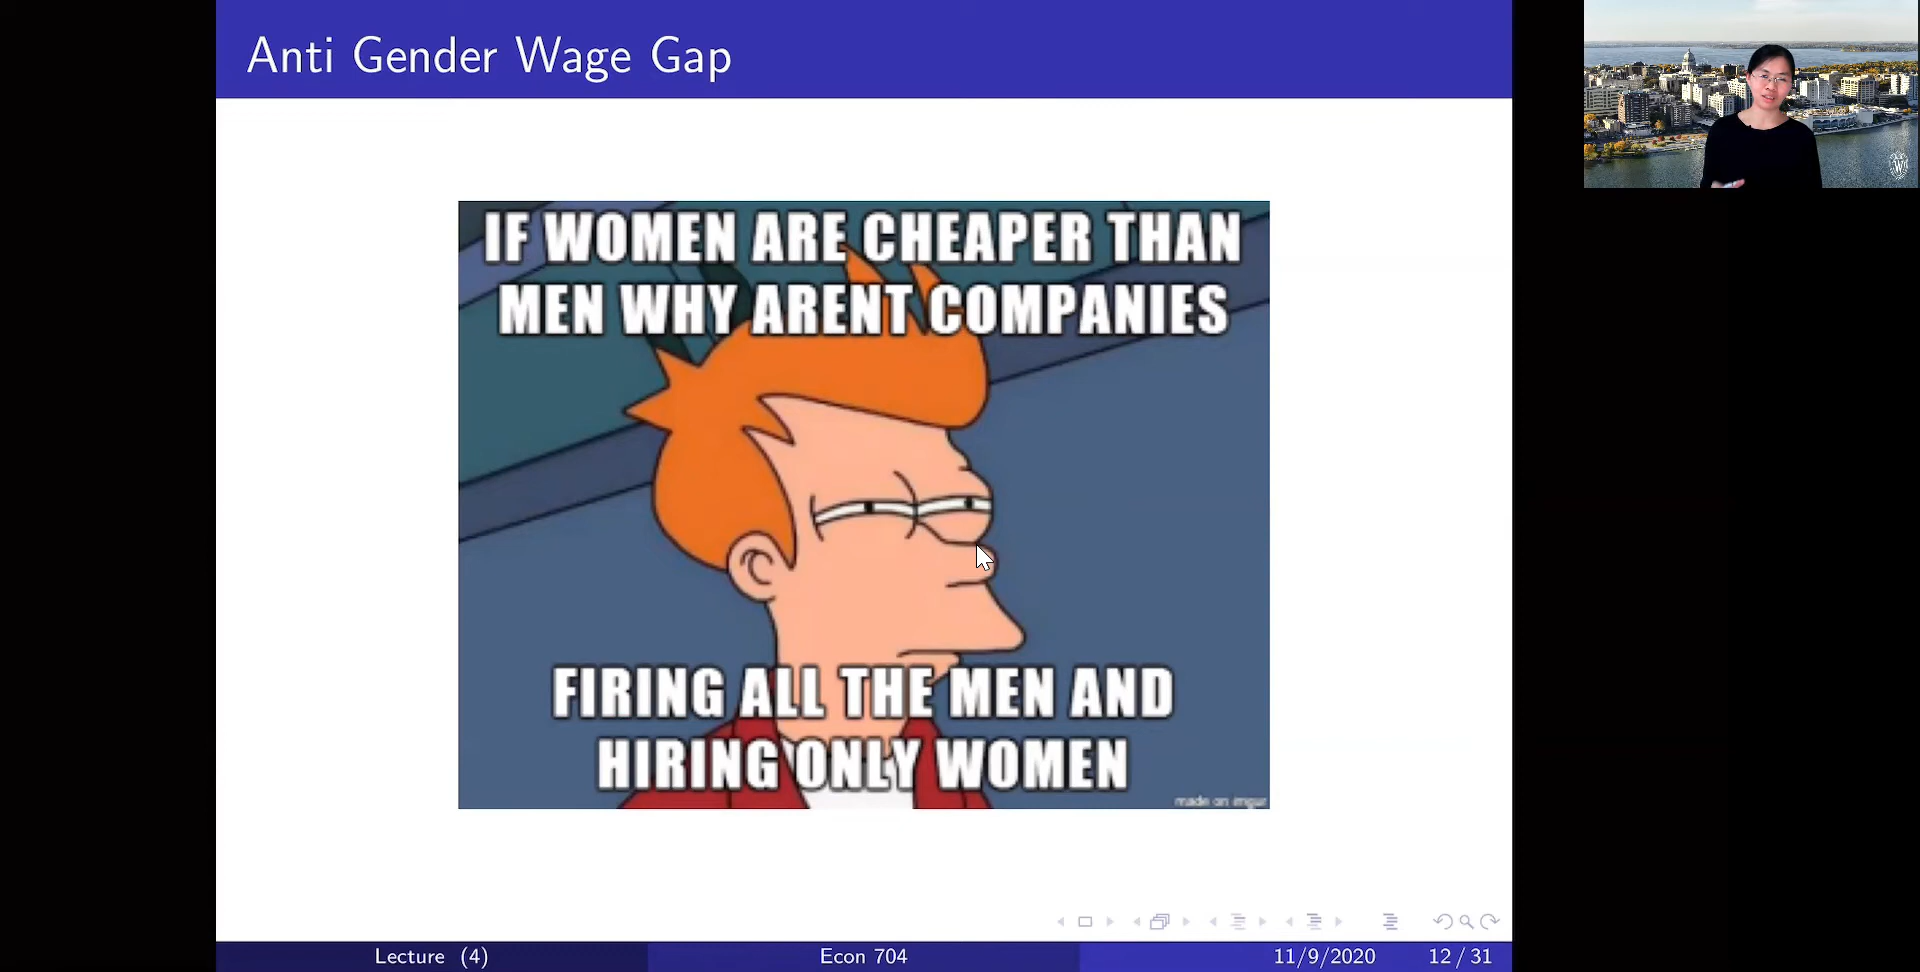 Anti Gender Wage Gap
IF WOMEN ARE CHEAPER THAN
MEN WHY ARENT COMPANIES
FIRING ALL THE MEN AND
HIRING ONLY WOMEN
made on imgur
Lecture (4)
Econ 704
11/9/2020
12 / 31
W